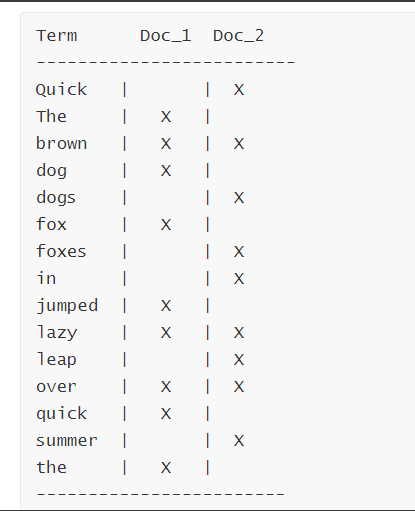 Term      Doc_1  Doc_2
-------------------------
Quick   |       |  X
The     |   X   |
brown   |   X   |  X
dog     |   X   |
dogs    |       |  X
fox     |   X   |
foxes   |       |  X
in      |       |  X
jumped  |   X   |
lazy    |   X   |  X
leap    |       |  X
over    |   X   |  X
quick   |   X   |
summer  |       |  X
the     |   X   |
------------------------